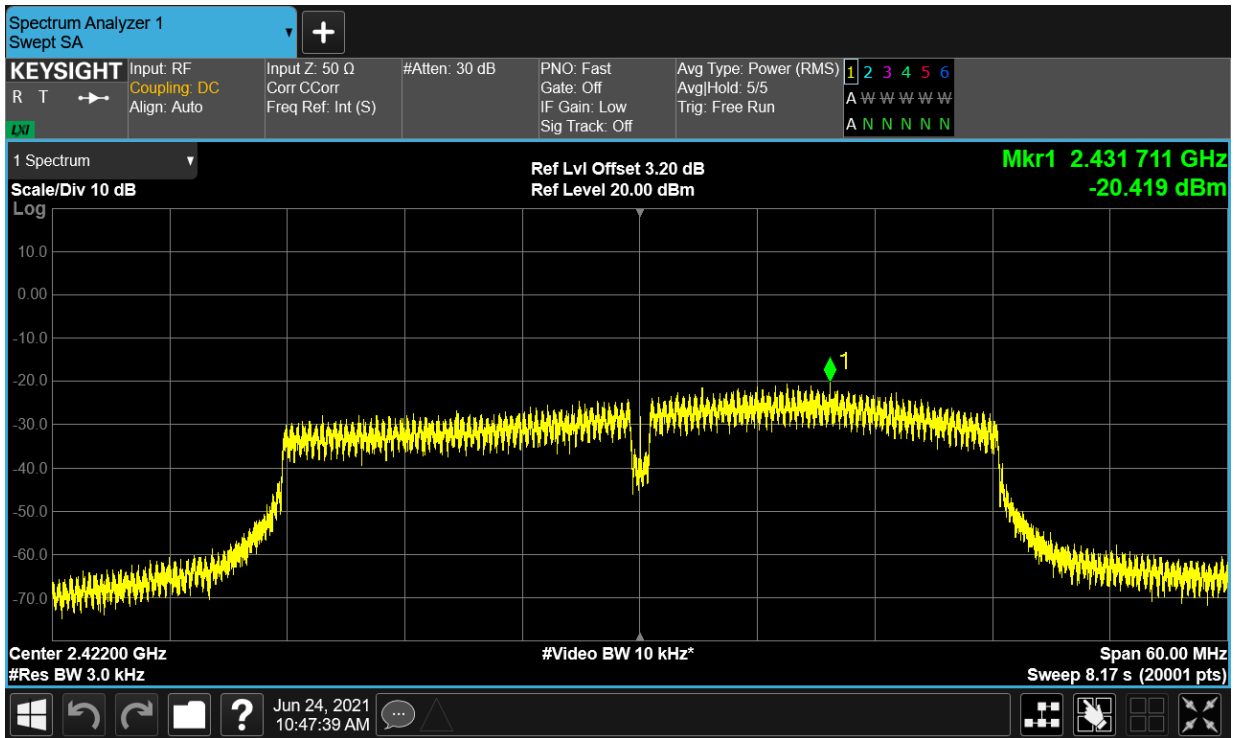 Spectrum Analyzer 1
Swept SA
+
KEYSIGHT
R T
LXI
Input: RF
Coupling: DC
Align: Auto
Input Z: 50 Ω
Corr CCorr
Freq Ref: Int (S)
#Atten: 30 dB
PNO: Fast
Gate: Off
IF Gain: Low
Sig Track: Off
Avg Type: Power (RMS)
Avg|Hold: 5/5
Trig: Free Run
1 2 3 4 5 6
A W W W W W
A N N N N N
1 Spectrum
Scale/Div 10 dB
Log
Ref Lvl Offset 3.20 dB
Ref Level 20.00 dBm
Mkr1 2.431 711 GHz
-20.419 dBm
10.0
0.00
-10.0
1
-20.0
-30.0
-40.0
-50.0
-60.0
-70.0
Center 2.42200 GHz
#Res BW 3.0 kHz
#Video BW 10 kHz*
Span 60.00 MHz
Sweep 8.17 s (20001 pts)
?
Jun 24, 2021
10:47:39 AM